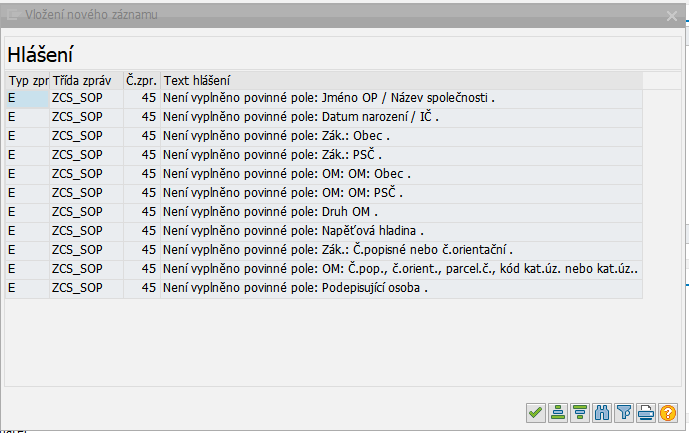 Vložení nového záznamu
Hlášení
Typ zpr Třída zpráv Č.zpr. Text hlášení
E ZCS_SOP 45 Není vyplněno povinné pole: Jméno OP / Název společnosti .
E ZCS_SOP 45 Není vyplněno povinné pole: Datum narození / IČ .
E ZCS_SOP 45 Není vyplněno povinné pole: Zák.: Obec .
E ZCS_SOP 45 Není vyplněno povinné pole: Zák.: PSČ .
E ZCS_SOP 45 Není vyplněno povinné pole: OM: OM: Obec .
E ZCS_SOP 45 Není vyplněno povinné pole: OM: OM: PSČ .
E ZCS_SOP 45 Není vyplněno povinné pole: Druh OM .
E ZCS_SOP 45 Není vyplněno povinné pole: Napěťová hladina .
E ZCS_SOP 45 Není vyplněno povinné pole: Zák.: Č.popisné nebo č.orientační .
E ZCS_SOP 45 Není vyplněno povinné pole: OM: Č.pop., č.orient., parcel.č., kód kat.úz. nebo kat.úz..
E ZCS_SOP 45 Není vyplněno povinné pole: Podepisující osoba .